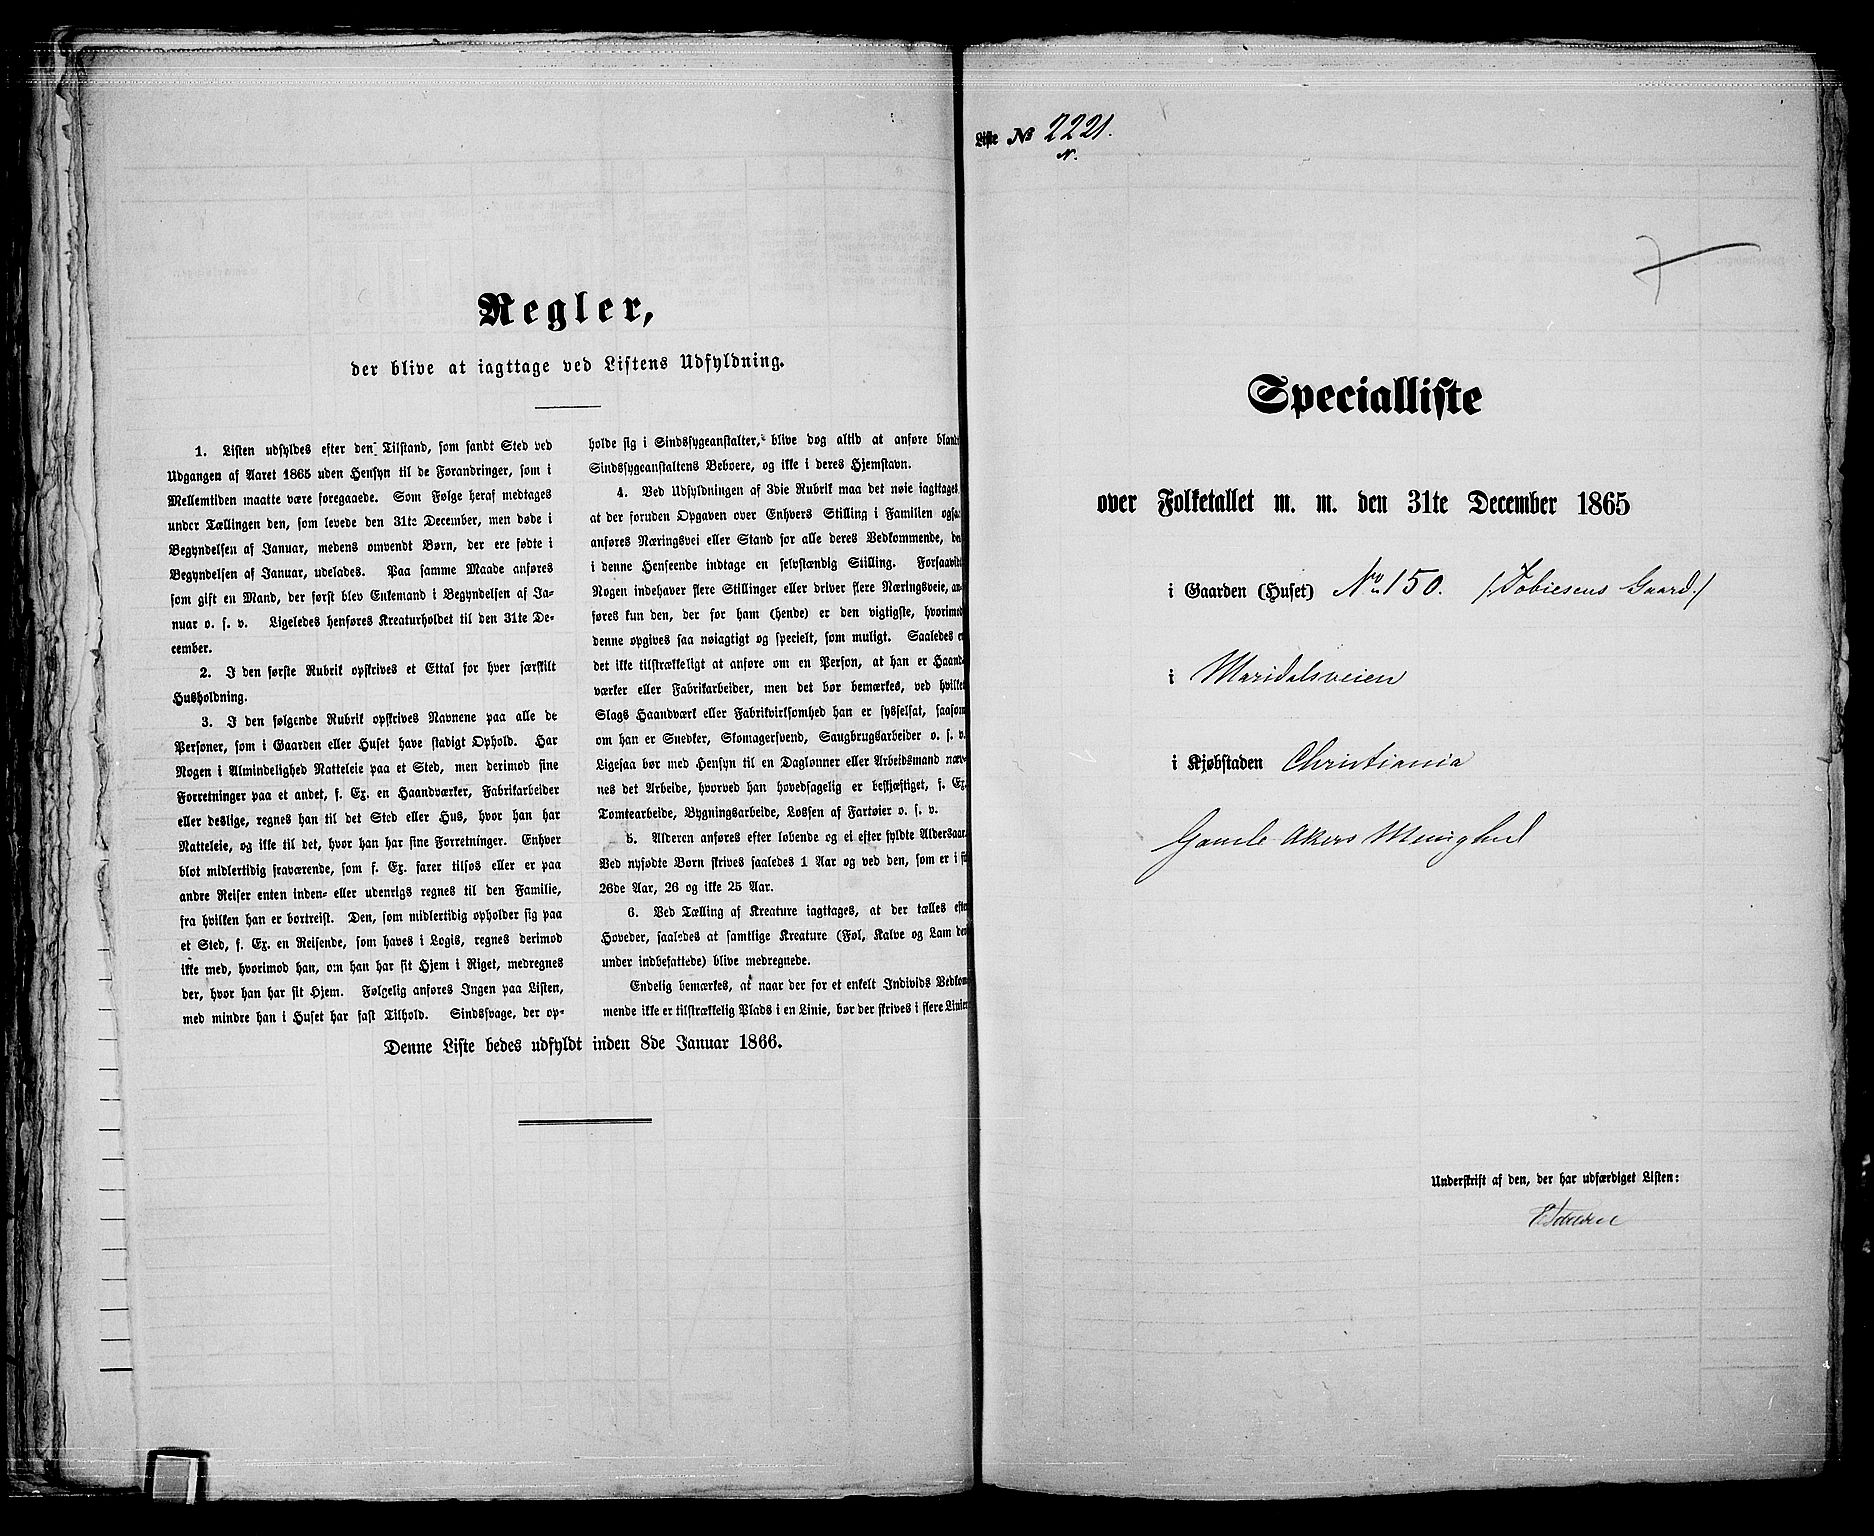 Regler,
der blive at iagttage ved Listens Udfyldning.
1. Listen udfyldes efter den Tilstand, som fandt Sted ved
Udgangen af Aaret 1865 uden Hensyn til de Forandringer, som i
Mellemtiden maatte være foregaaede. Som Følge heraf medtages
under Tællingen den, som levede den 31te December, men døde i
Begyndelsen af Januar, medens omvendt Børn, der ere fødte i
Begyndelsen af Januar, udelades. Paa samme Maade anføres
som gift en Mand, der først blev Enkemand i Begyndelsen af Ja-
nuar o. s. v. Ligeledes henføres Kreaturholdet til den 31te De-
cember.
2. I den første Rubrik opskrives et Ettal for hver særskilt
Husholdning.
3. I den følgende Rubrik opskrives Navnene paa alle de
Personer, som i Gaarden eller Huset have stadigt Ophold. Har
Nogen i Almindelighed Natteleie paa et Sted, men derimod sine
Forretninger paa et andet, f. Ex. en Haandværker, Fabrikarbeider
eller deslige, regnes han til det Sted eller Hus, hvor han har
Natteleie, og ikke til det, hvor han har sine Forretninger. Enhver
blot midlertidig fraværende, som f. Ex. farer tilsøs eller er paa
andre Reiser enten inden- eller udenrigs regnes til den Familie,
fra hvilken han er bortreist. Den, som midlertidig opholder sig paa
et Sted, f. Ex. en Reisende, som haves i Logis, regnes derimod
ikke med, hvorimod han, om han har sit Hjem i Riget, medregnes
der, hvor han har sit Hjem. Følgelig anføres Ingen paa Listen,
med mindre han i Huset har fast Tilhold. Sindssvage, der op-
holde sig i Sindssygeanstalter, blive dog altid at anføre blandt
Sindssygeanstaltens Beboere, og ikke i deres Hjemstavn.
4. Ved Udfyldningen af 3die Rubrik maa det nøie iagttages,
at der foruden Opgaven over Enhvers Stilling i Familien ogsaa
anføres Næringsvei eller Stand for alle deres Vedkommende, der
i denne Henseende indtage en selvstændig Stilling. Forsaavidt
Nogen indehaver flere Stillinger eller driver flere Næringsveie, an-
føres kun den, der for ham (hende) er den vigtigste, hvorimod
denne opgives saa nøiagtigt og specielt, som muligt. Saaledes er
det ikke tilstrækkeligt at anføre om en Person, at han er Haand-
værker eller Fabrikarbeider, men det bør bemærkes, ved hvilket
Slags Haandværk eller Fabrikvirksomhed han er sysselsat, saasom
om han er Snedker, Skomagersvend, Saugbrugsarbeider o. s. v.
Ligesaa bør med Hensyn til en Daglønner eller Arbeidsmand næv-
nes det Arbeide, hvorved han hovedsagelig er beskjæftiget, f. Ex.
Tomtearbeide, Bygningsarbeide, Lossen af Fartøier o. s. v.
5. Alderen anføres efter løbende og ei efter fyldte Aldersaar.
Ved nyfødte Børn skrives saaledes 1 Aar og ved den, som er i sit
26de Aar, 26 og ikke 25 Aar.
6. Ved Tælling af Kreature iagttages, at der tælles efter
Hoveder, saaledes at samtlige Kreature (Føl, Kalve og Lam der-
under indbefattede) blive medregnede.
Endelig bemærkes, at naar der for et enkelt Individs Vedkom-
mende ikke er tilstrækkelig Plads i en Linie, bør der skrives i flere Linier.
Denne Liste bedes udfyldt inden 8de Januar 1866.
Liste № 2221.
N.
Specialliste
over Folketallet m. m. den 31te December 1865
i Gaarden (Huset) No 150. /:Tobiesens Gaard:/
i Maridalsveien
i Kjøbstaden Christiania
Gamle Akers Menighed
Underskrift af den, der har udfærdiget Listen: